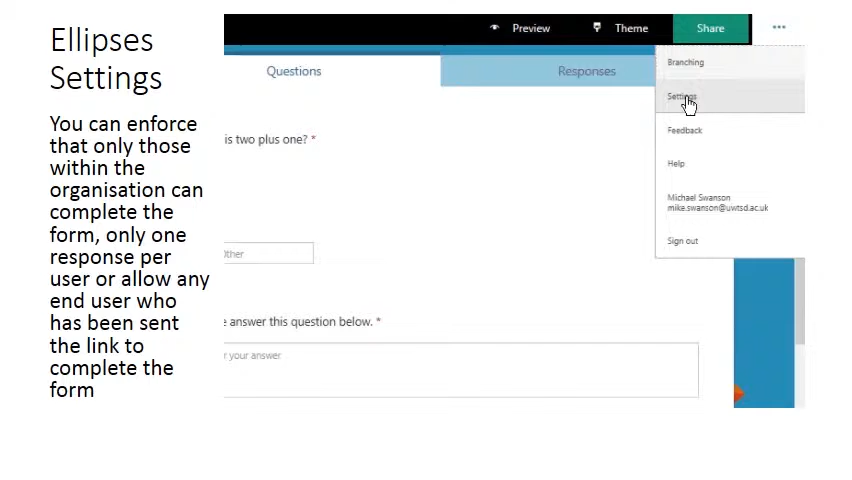 Ellipses
Settings
You can enforce
that only those
within the
organisation can
complete the
form, only one
response per
user or allow any
end user who
has been sent
the link to
complete the
form
Preview
Theme
Share
Questions
Responses
Branching
Settings
is two plus one? *
Feedback
Help
Michael Swanson
mike.swanson@uwtsd.ac.uk
Sign out
Other
answer this question below. *
your answer